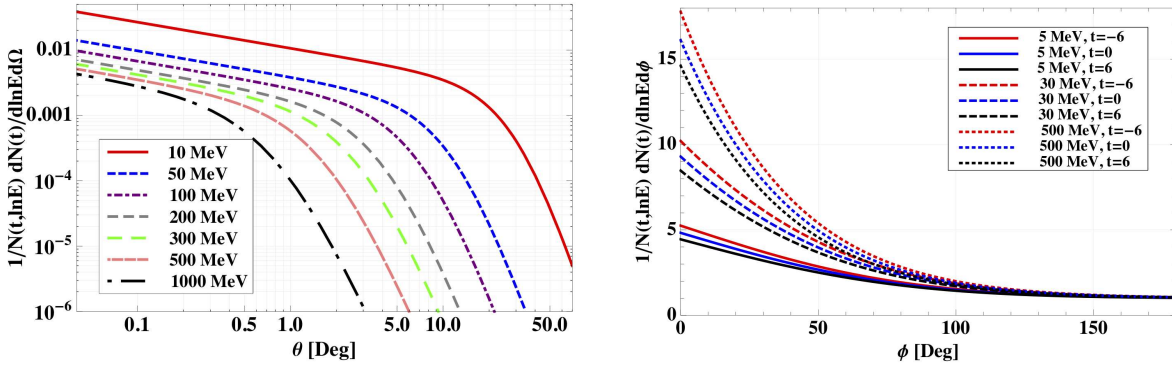 1/N(t,lnE) dN(t)/dlnEdΩ
0.01
0.001
10⁻⁴
10⁻⁵
10⁻⁶
10 MeV
50 MeV
100 MeV
200 MeV
300 MeV
500 MeV
1000 MeV
0.1
0.5
1.0
5.0
10.0
50.0
θ [Deg]
1/N(t,lnE) dN(t)/dlnEdϕ
15
10
5
0
5 MeV, t=−6
5 MeV, t=0
5 MeV, t=6
30 MeV, t=−6
30 MeV, t=0
30 MeV, t=6
500 MeV, t=−6
500 MeV, t=0
500 MeV, t=6
0
50
100
150
ϕ [Deg]